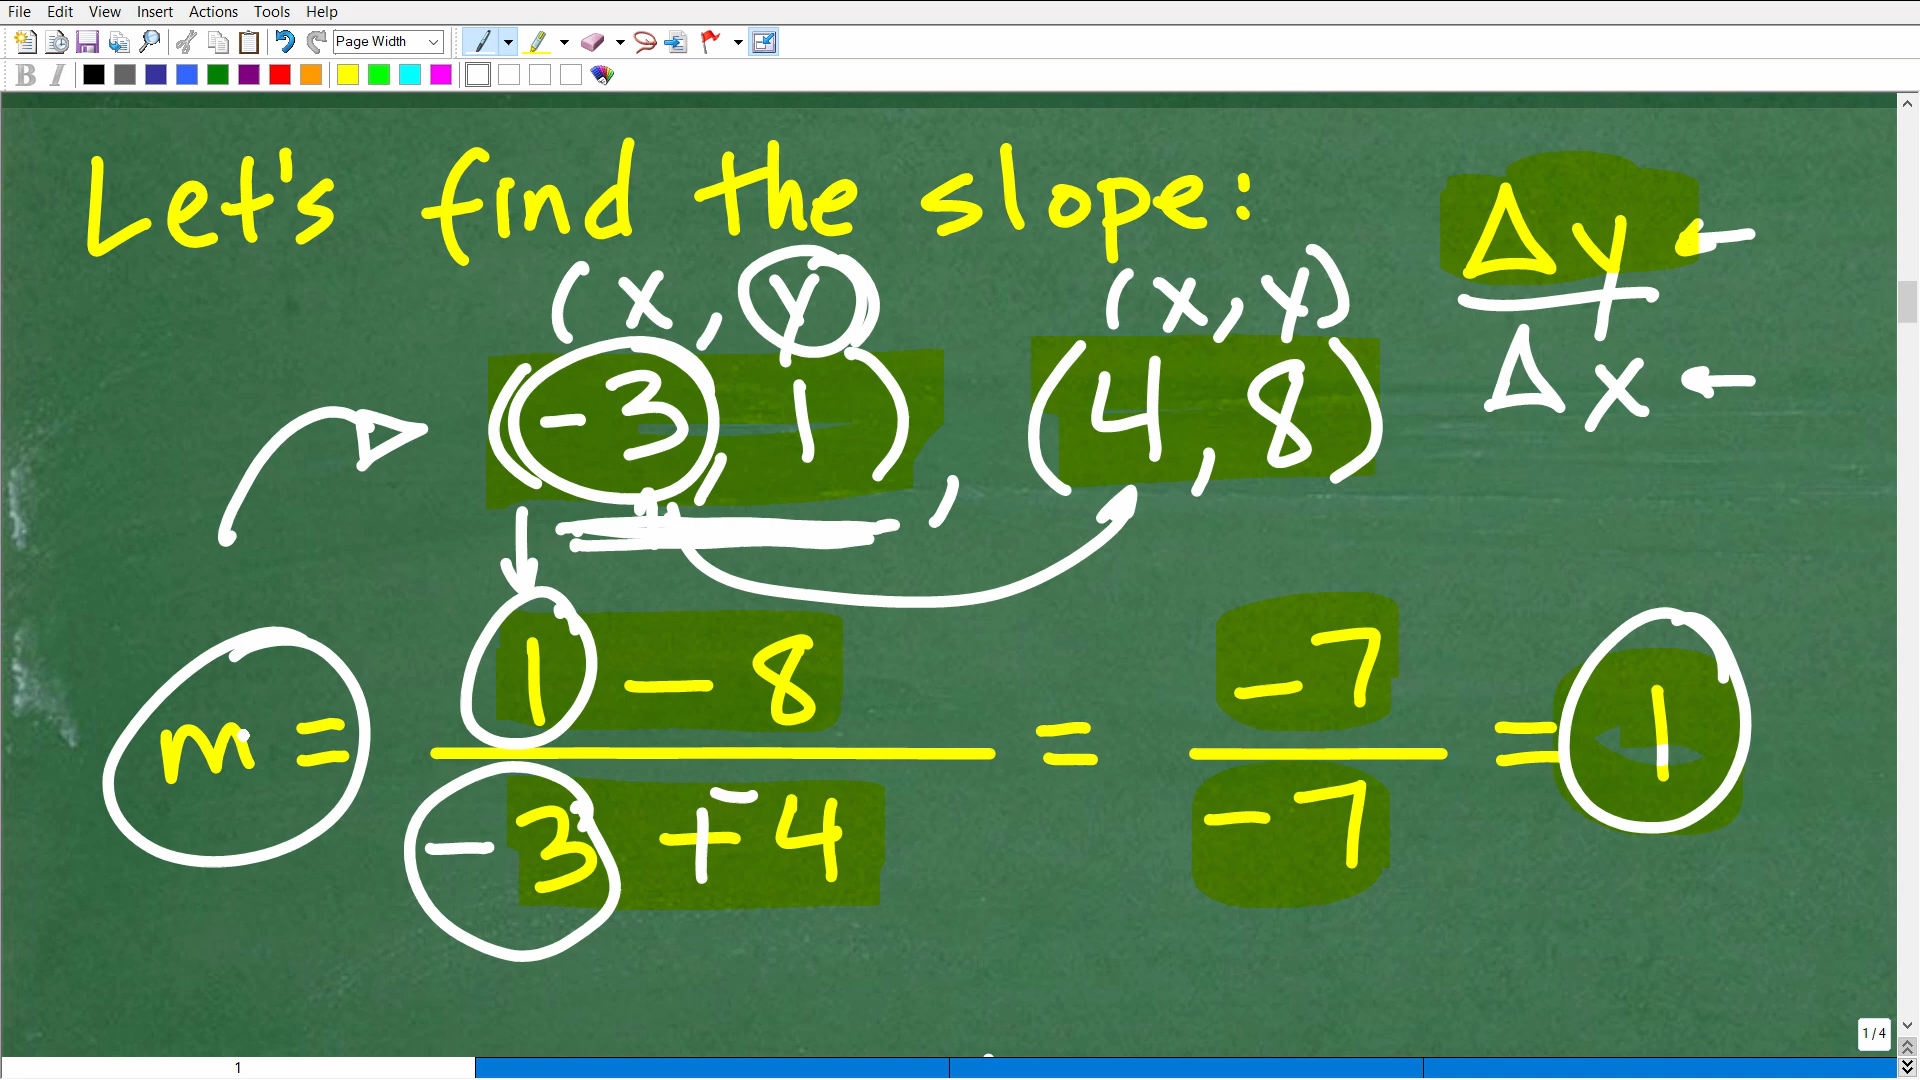 File Edit View Insert Actions Tools Help
Page Width
B I
Let's find the slope:
(x, y) (x, y)
(-3, 1), (4, 8)
Δy
Δx
m = 1 - 8 / -3 + -4 = -7 / -7 = 1
1 / 4
1